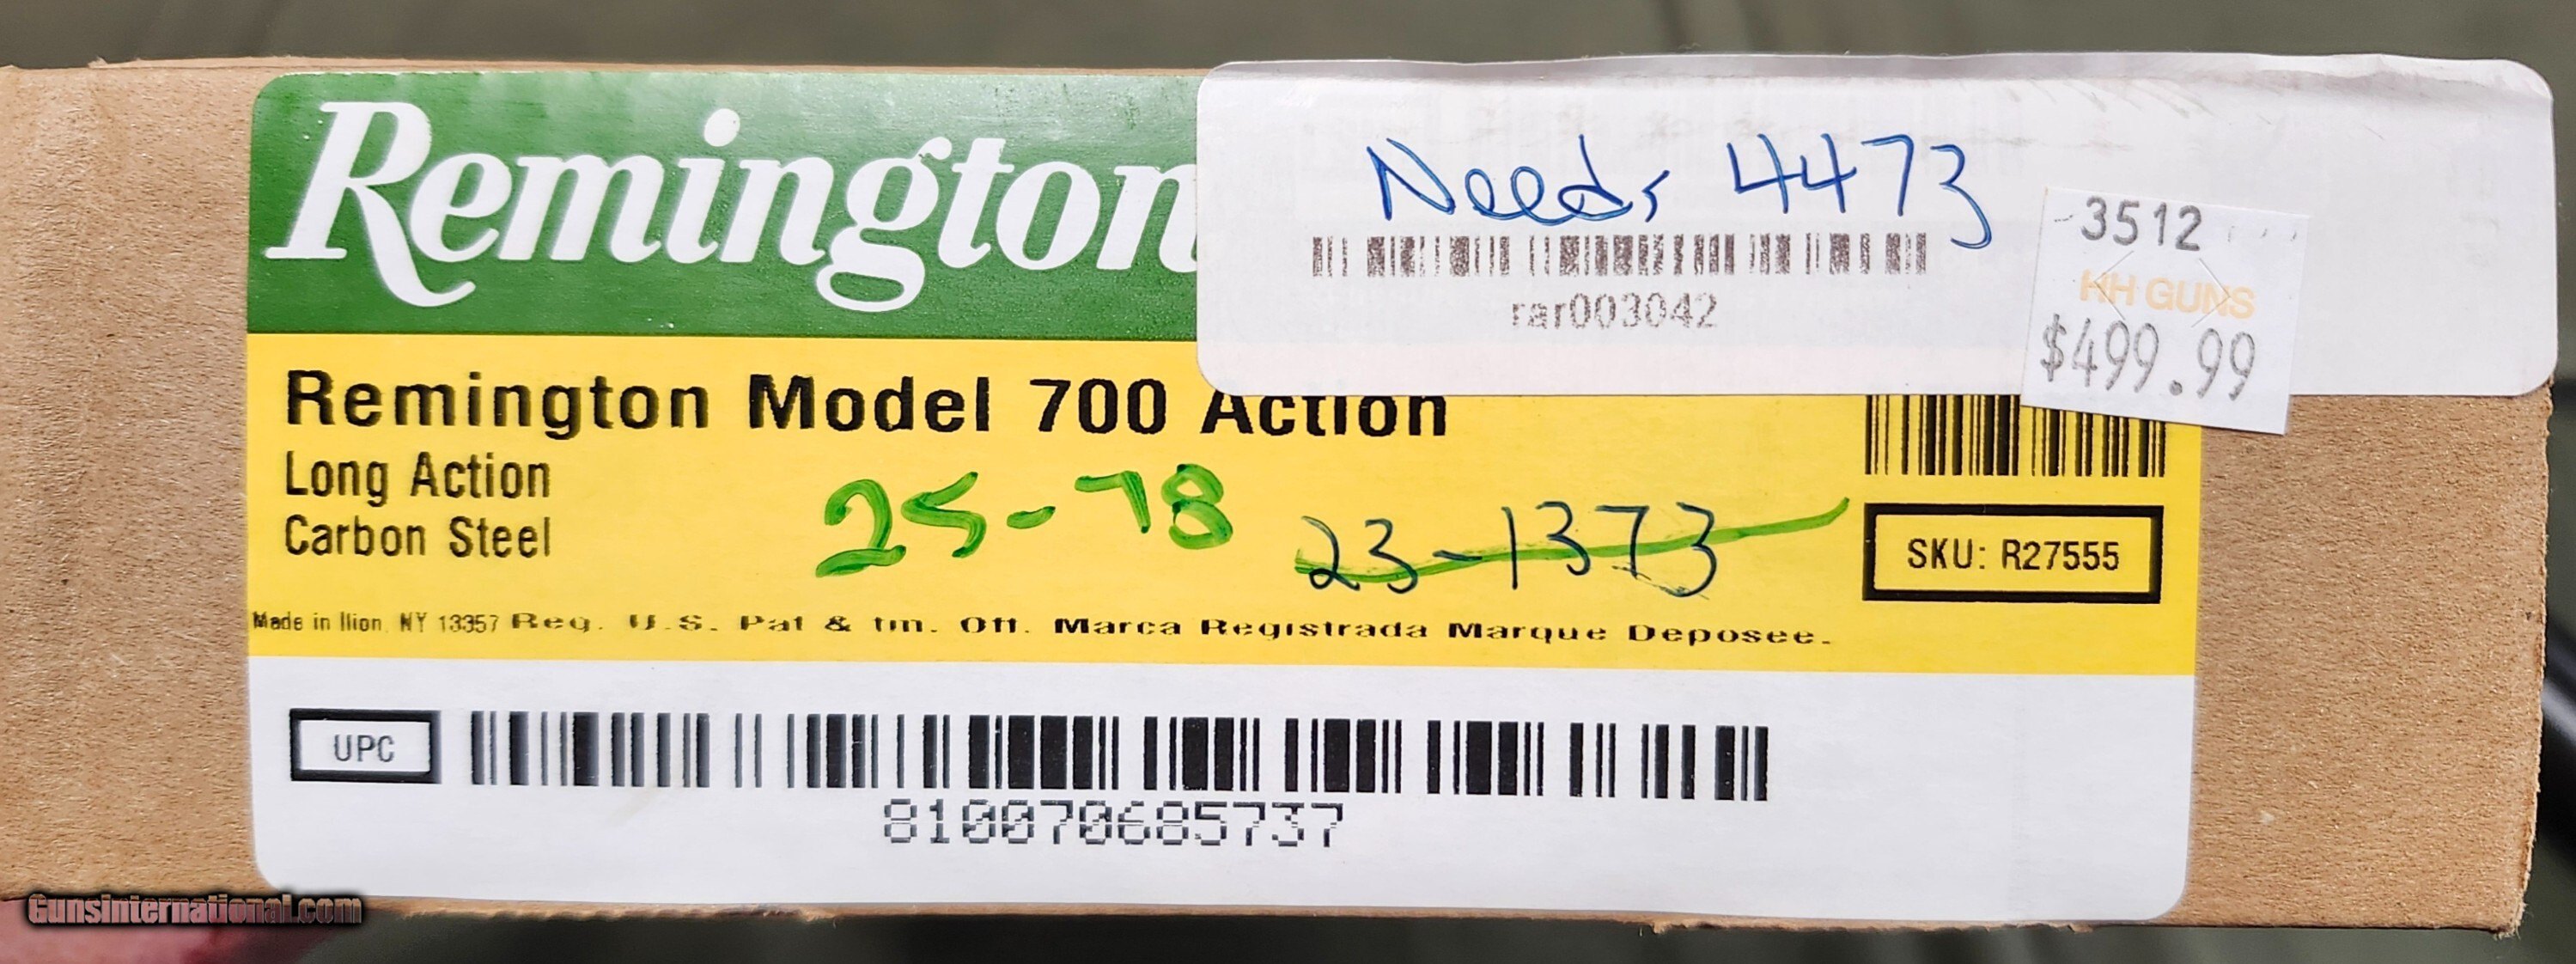 Remington
Needs 4473
rar003042
3512
HH GUNS
$499.99
Remington Model 700 Action
Long Action
Carbon Steel
25-78
23-1373
SKU: R27555
Made in Ilion, NY 13357 Reg. U.S. Pat & tm. Off. Marca Registrada Marque Deposee.
UPC
810070685737
GunsInternational.com